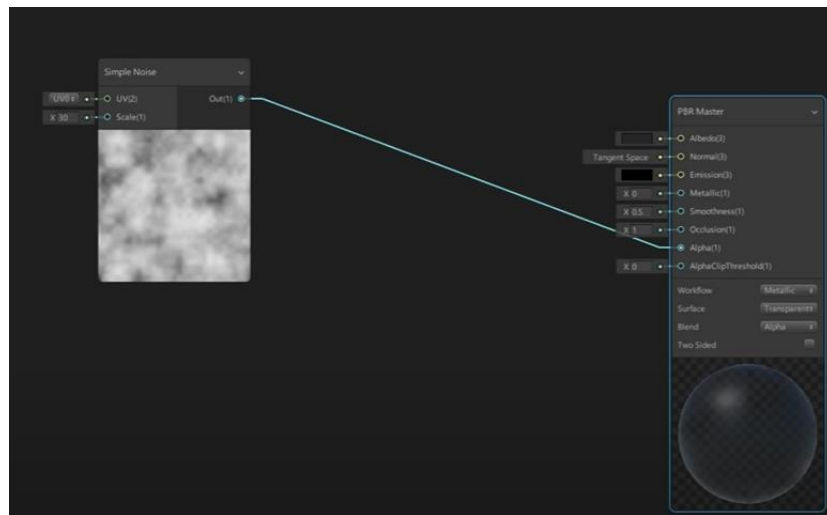 Simple Noise
UV0
UV(2)
Out(1)
X 30
Scale(1)
PBR Master
Albedo(3)
Tangent Space
Normal(3)
Emission(3)
X 0
Metallic(1)
X 0.5
Smoothness(1)
X 1
Occlusion(1)
Alpha(1)
X 0
AlphaClipThreshold(1)
Workflow
Metallic
Surface
Transparent
Blend
Alpha
Two Sided